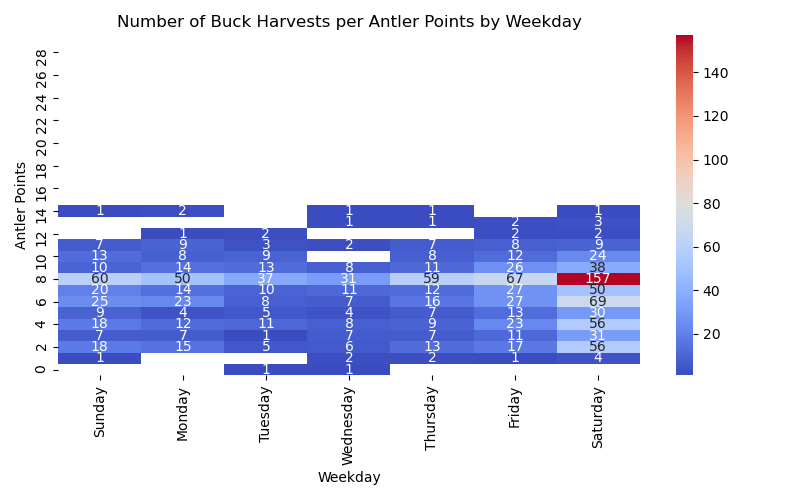 Number of Buck Harvests per Antler Points by Weekday
Antler Points
28
26
24
22
20
18
16
14
12
10
8
6
4
2
0
1 2 1 1 1
1 1 2 3
1 2 2 2
7 9 3 2 7 8 9
13 8 9 8 12 24
10 14 13 8 11 26 38
60 50 37 31 59 67 157
20 14 10 11 12 27 50
25 23 8 7 16 27 69
9 4 5 4 7 13 30
18 12 11 8 9 23 56
7 7 1 7 7 11 31
18 15 5 6 13 17 56
1 2 2 1 4
1 1
Sunday
Monday
Tuesday
Wednesday
Thursday
Friday
Saturday
Weekday
140
120
100
80
60
40
20